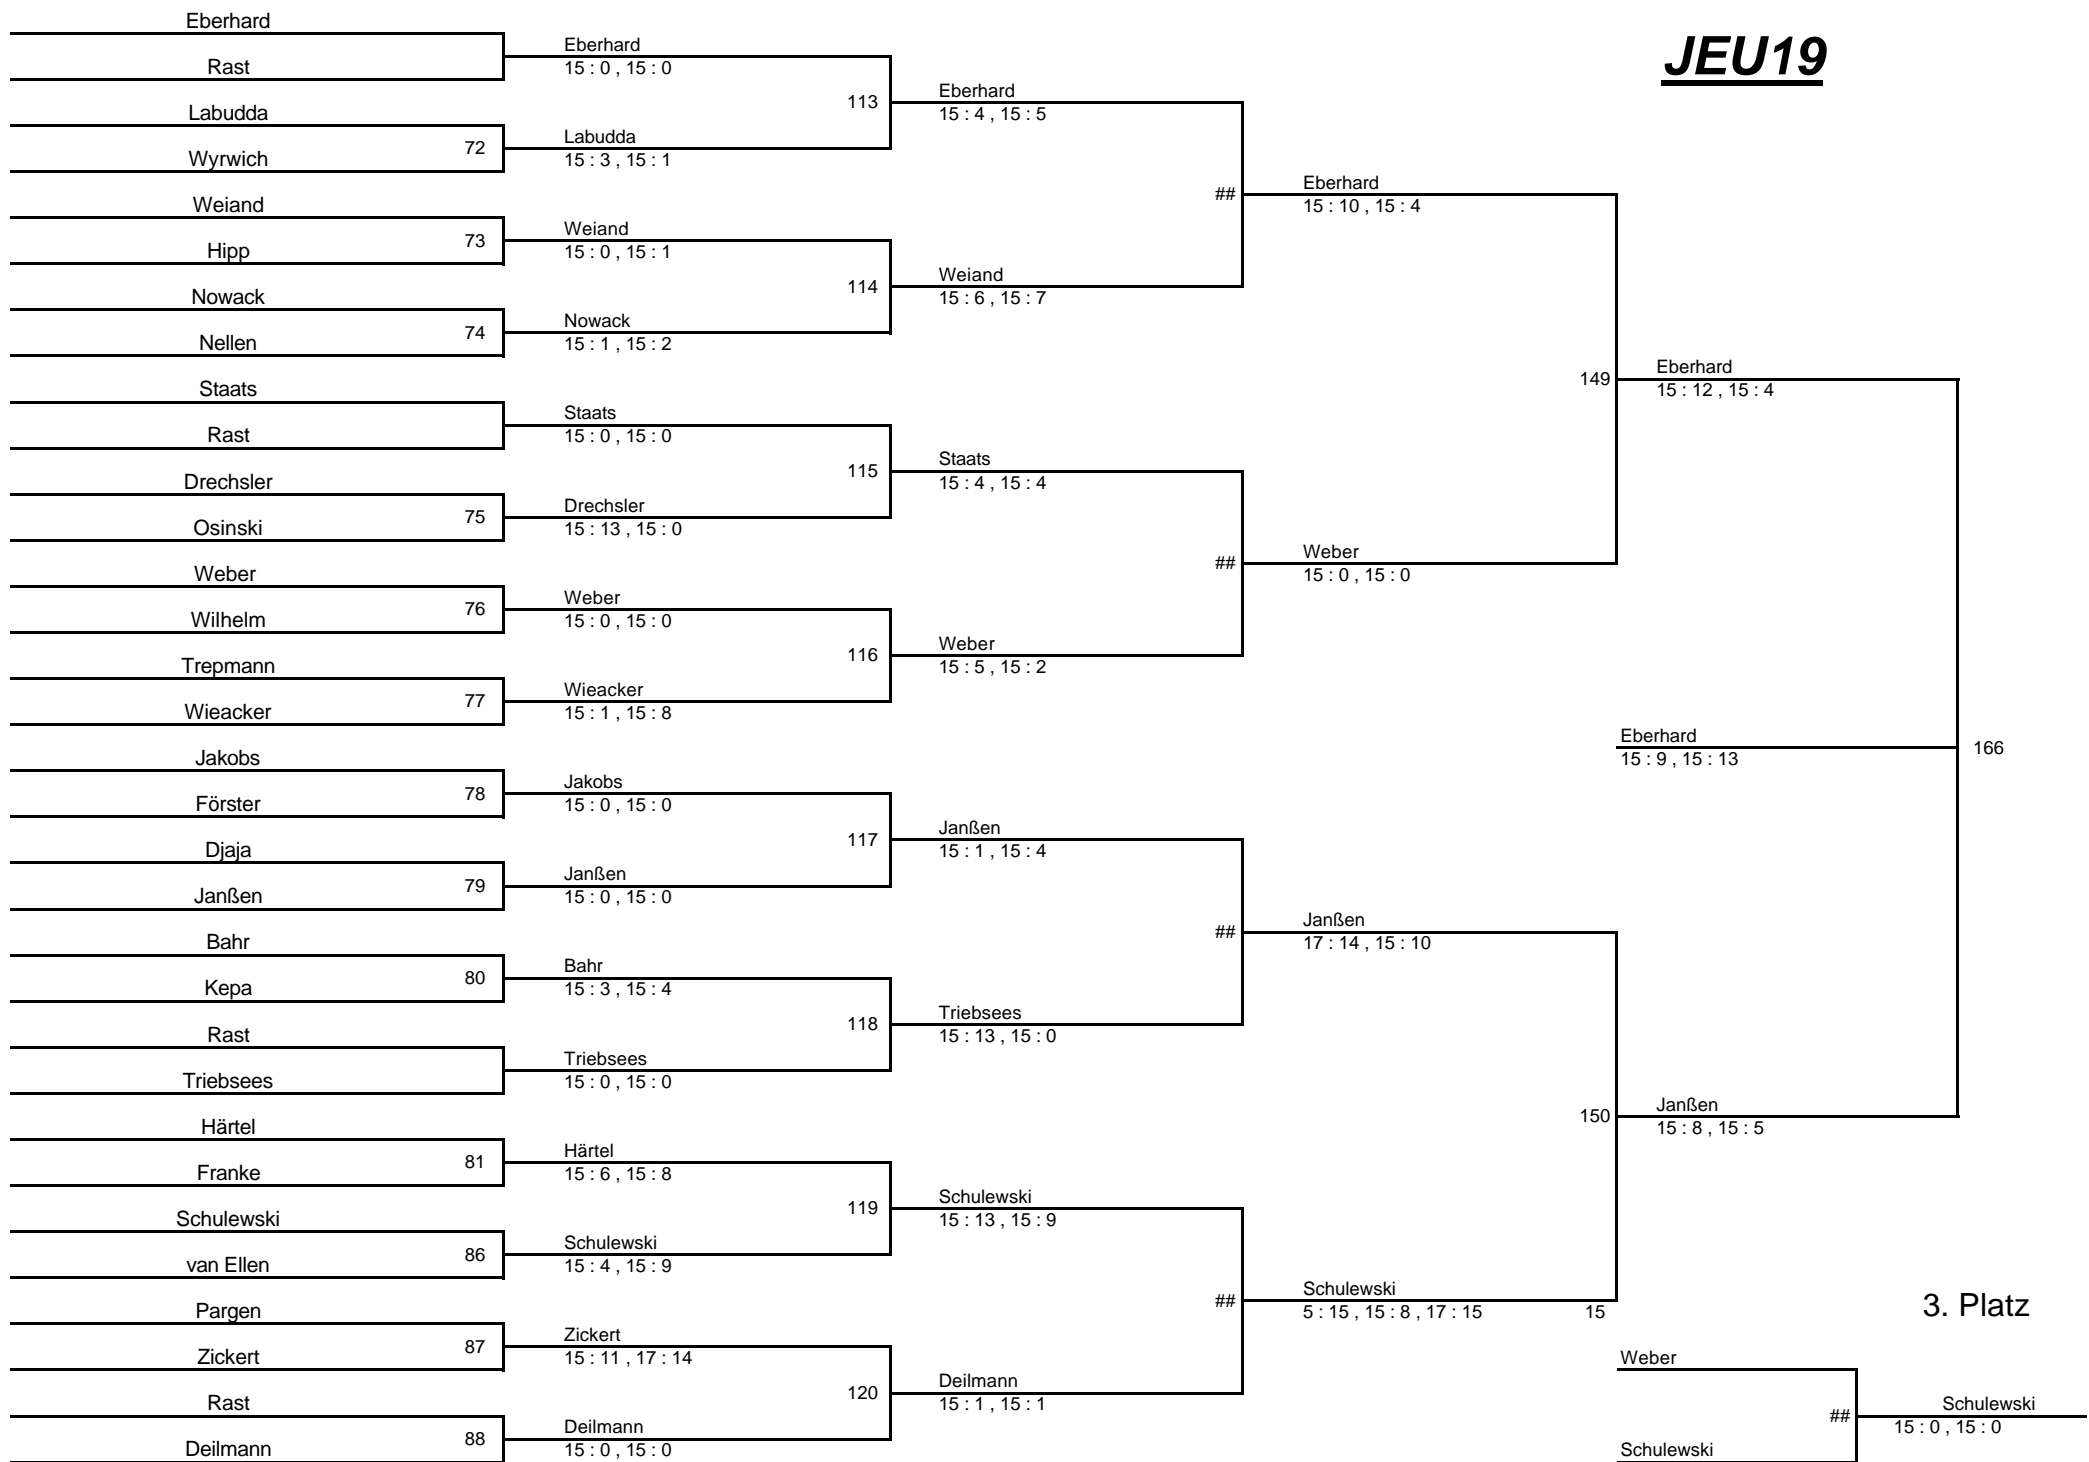 JEU19
Eberhard
Rast
Labudda
72
Wyrwich
Weiand
73
Hipp
Nowack
74
Nellen
Staats
Rast
Drechsler
75
Osinski
Weber
76
Wilhelm
Trepmann
77
Wieacker
Jakobs
78
Förster
Djaja
79
Janßen
Bahr
80
Kepa
Rast
Triebsees
Härtel
81
Franke
Schulewski
86
van Ellen
Pargen
87
Zickert
Rast
88
Deilmann
Eberhard
15 : 0 , 15 : 0
113
Labudda
15 : 3 , 15 : 1
Weiand
15 : 0 , 15 : 1
114
Nowack
15 : 1 , 15 : 2
Staats
15 : 0 , 15 : 0
115
Drechsler
15 : 13 , 15 : 0
Weber
15 : 0 , 15 : 0
116
Wieacker
15 : 1 , 15 : 8
Jakobs
15 : 0 , 15 : 0
117
Janßen
15 : 0 , 15 : 0
Bahr
15 : 3 , 15 : 4
118
Triebsees
15 : 0 , 15 : 0
Härtel
15 : 6 , 15 : 8
119
Schulewski
15 : 4 , 15 : 9
Zickert
15 : 11 , 17 : 14
120
Deilmann
15 : 0 , 15 : 0
Eberhard
15 : 4 , 15 : 5
##
Weiand
15 : 6 , 15 : 7
Staats
15 : 4 , 15 : 4
##
Weber
15 : 5 , 15 : 2
Janßen
15 : 1 , 15 : 4
##
Triebsees
15 : 13 , 15 : 0
Schulewski
15 : 13 , 15 : 9
##
Deilmann
15 : 1 , 15 : 1
Eberhard
15 : 10 , 15 : 4
149
Weber
15 : 0 , 15 : 0
Janßen
17 : 14 , 15 : 10
150
Schulewski
5 : 15 , 15 : 8 , 17 : 15 15
Eberhard
15 : 12 , 15 : 4
Eberhard
166
15 : 9 , 15 : 13
Janßen
15 : 8 , 15 : 5
3. Platz
Weber
##
Schulewski
Schulewski
15 : 0 , 15 : 0